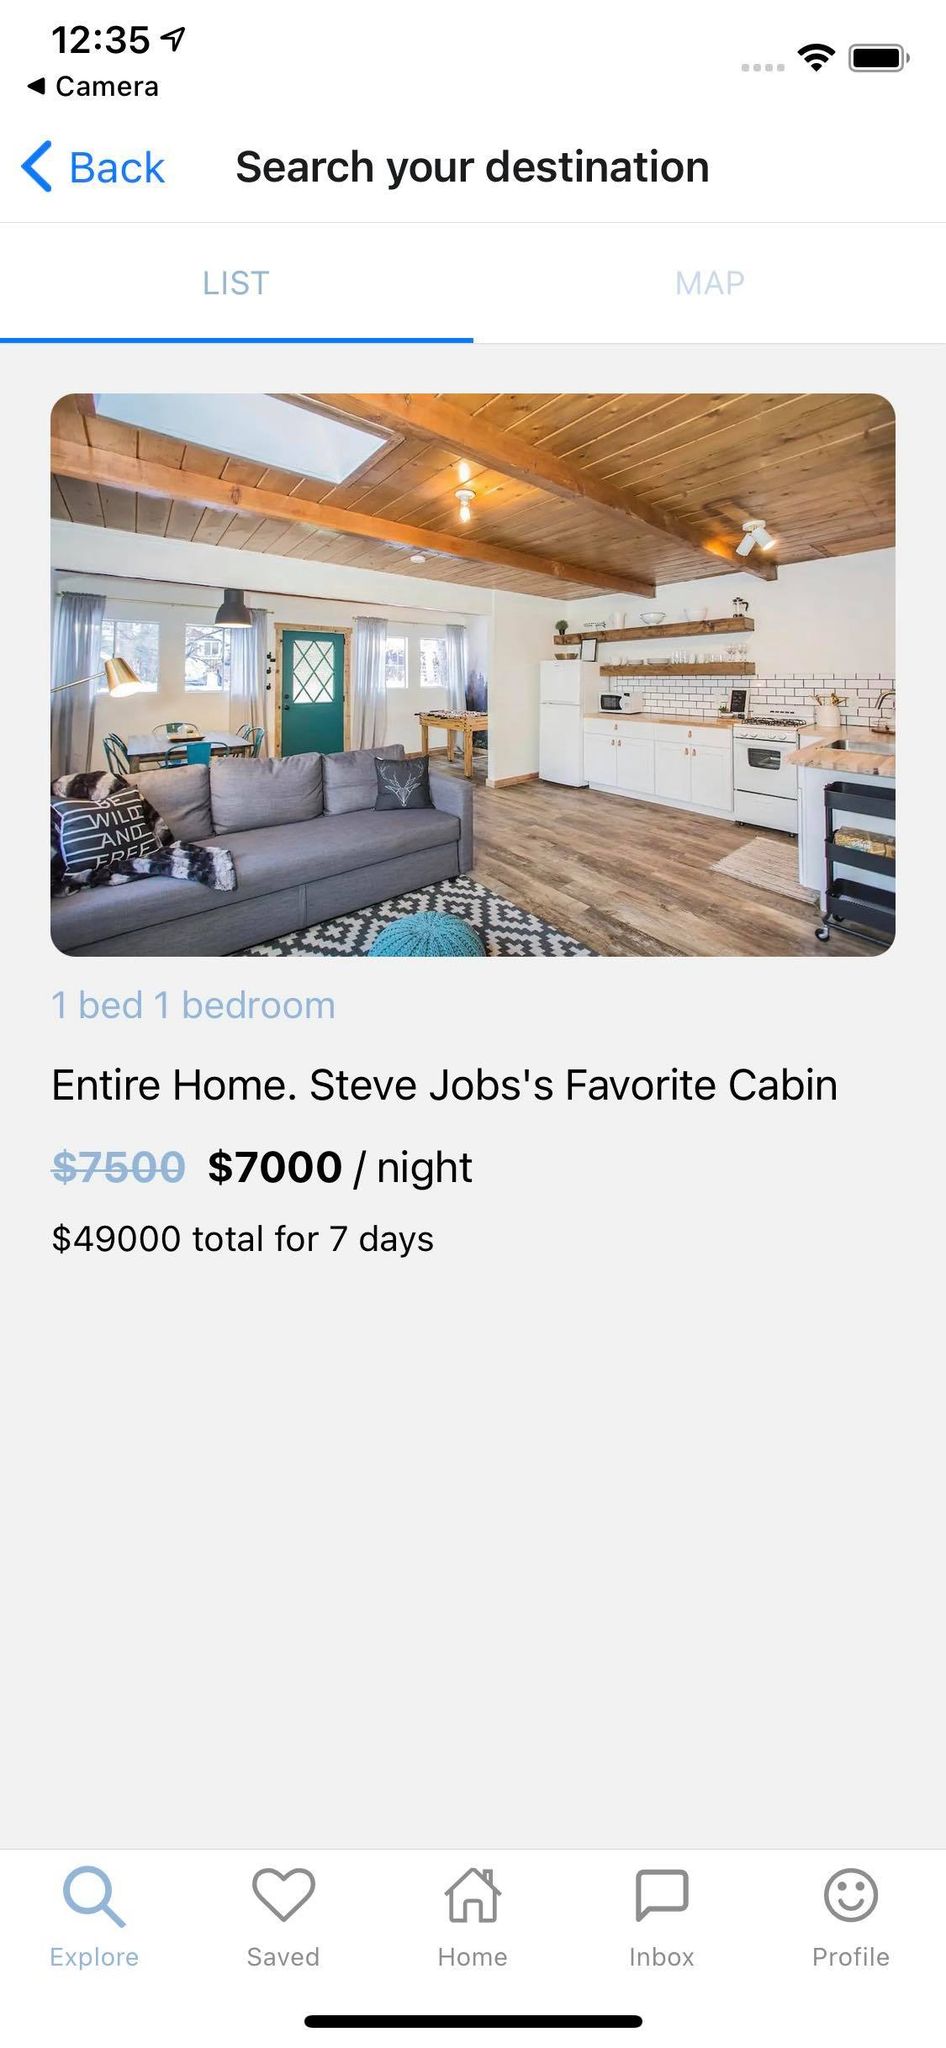 12:35
Camera
Back
Search your destination
LIST
MAP
BE
WILD
AND
FREE
1 bed 1 bedroom
Entire Home. Steve Jobs's Favorite Cabin
$7500 $7000 / night
$49000 total for 7 days
Explore
Saved
Home
Inbox
Profile